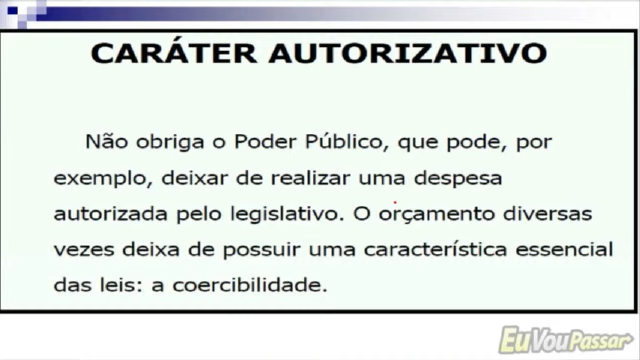 CARÁTER AUTORIZATIVO
Não obriga o Poder Público, que pode, por
exemplo, deixar de realizar uma despesa
autorizada pelo legislativo. O orçamento diversas
vezes deixa de possuir uma característica essencial
das leis: a coercibilidade.
EuVouPassar